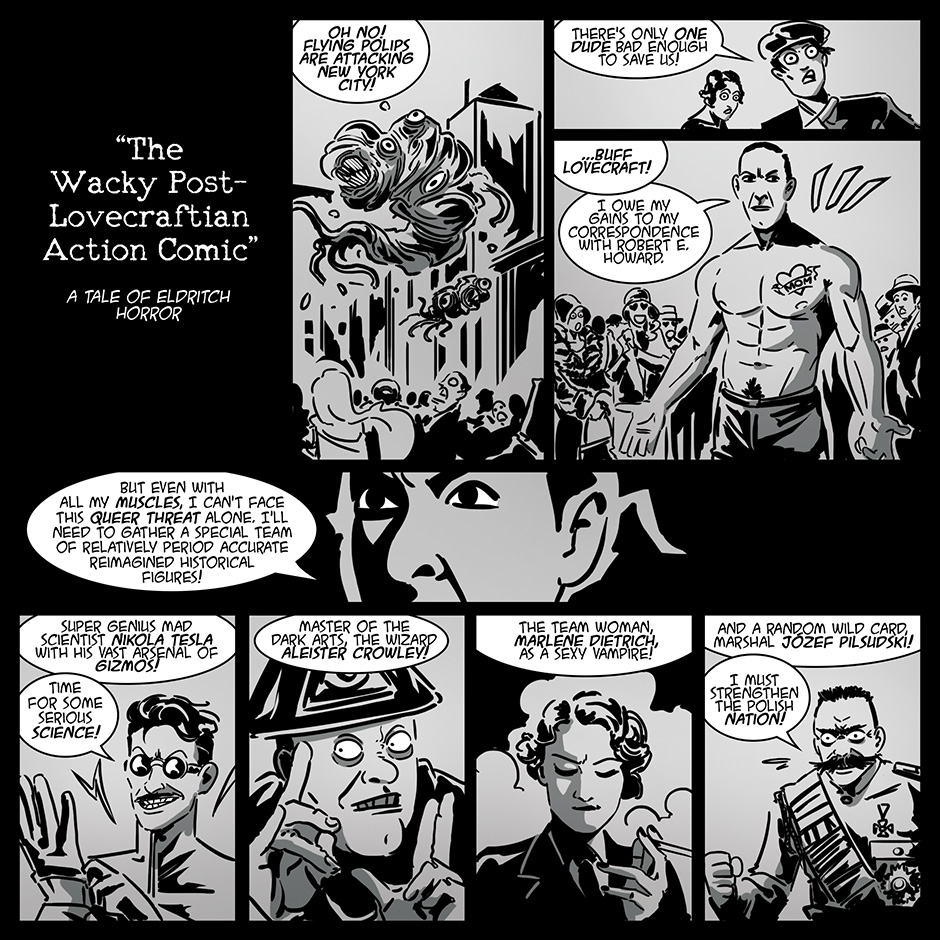 “The
Wacky Post-
Lovecraftian
Action Comic”
A TALE OF ELDRITCH
HORROR
OH NO!
FLYING POLIPS
ARE ATTACKING
NEW YORK
CITY!
THERE'S ONLY ONE
DUDE BAD ENOUGH
TO SAVE US!
...BUFF
LOVECRAFT!
I OWE MY
GAINS TO MY
CORRESPONDENCE
WITH ROBERT E.
HOWARD.
MOM
BUT EVEN WITH
ALL MY MUSCLES, I CAN'T FACE
THIS QUEER THREAT ALONE. I'LL
NEED TO GATHER A SPECIAL TEAM
OF RELATIVELY PERIOD ACCURATE
REIMAGINED HISTORICAL
FIGURES!
SUPER GENIUS MAD
SCIENTIST NIKOLA TESLA
WITH HIS VAST ARSENAL OF
GIZMOS!
TIME
FOR SOME
SERIOUS
SCIENCE!
MASTER OF THE
DARK ARTS, THE WIZARD
ALEISTER CROWLEY!
THE TEAM WOMAN,
MARLENE DIETRICH,
AS A SEXY VAMPIRE!
AND A RANDOM WILD CARD,
MARSHAL JÓZEF PILSUDSKI!
I MUST
STRENGTHEN
THE POLISH
NATION!